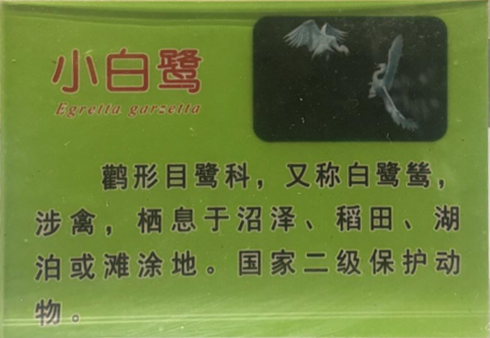 小白鹭
Egretta garzetta
鹳形目鹭科，又称白鹭鸶，
涉禽，栖息于沼泽、稻田、湖
泊或滩涂地。国家二级保护动
物。